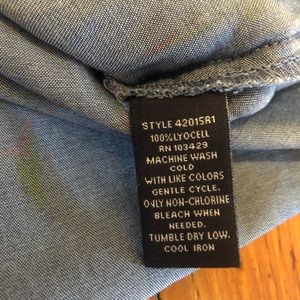 STYLE 42015R1
100%LYOCELL
RN 103429
MACHINE WASH
COLD
WITH LIKE COLORS
GENTLE CYCLE.
ONLY NON-CHLORINE
BLEACH WHEN
NEEDED.
TUMBLE DRY LOW.
COOL IRON